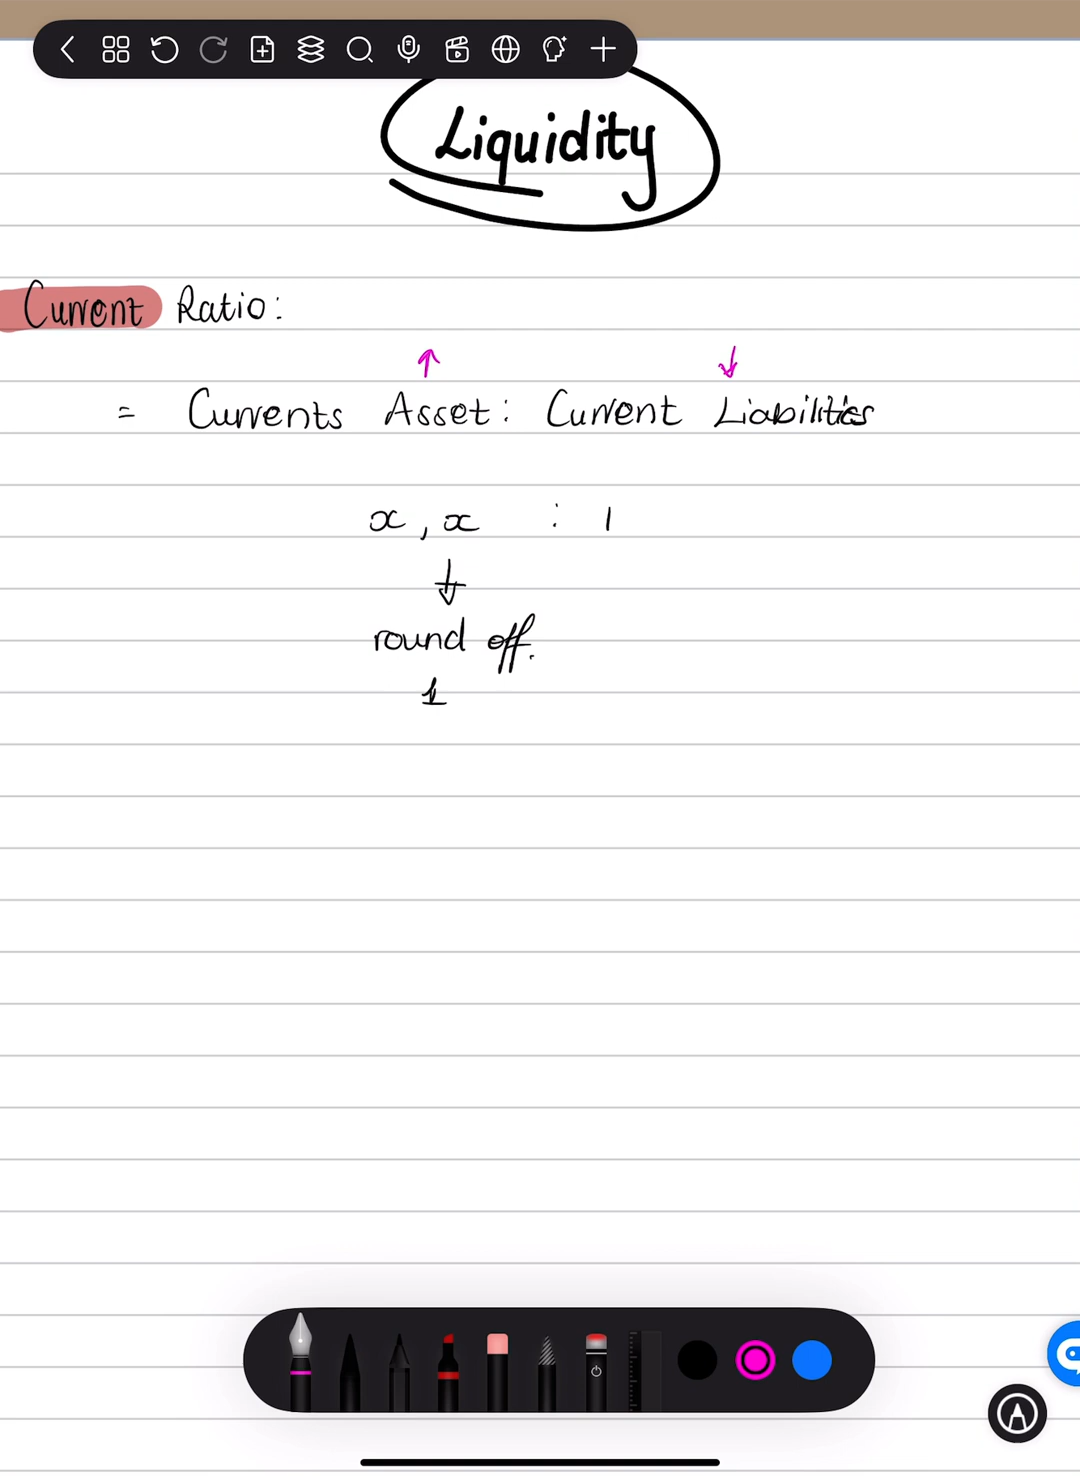 Liquidity
Current Ratio:
↑ ↓
= Currents Asset: Current Liabilities
x, x : 1
↓
round off.
1